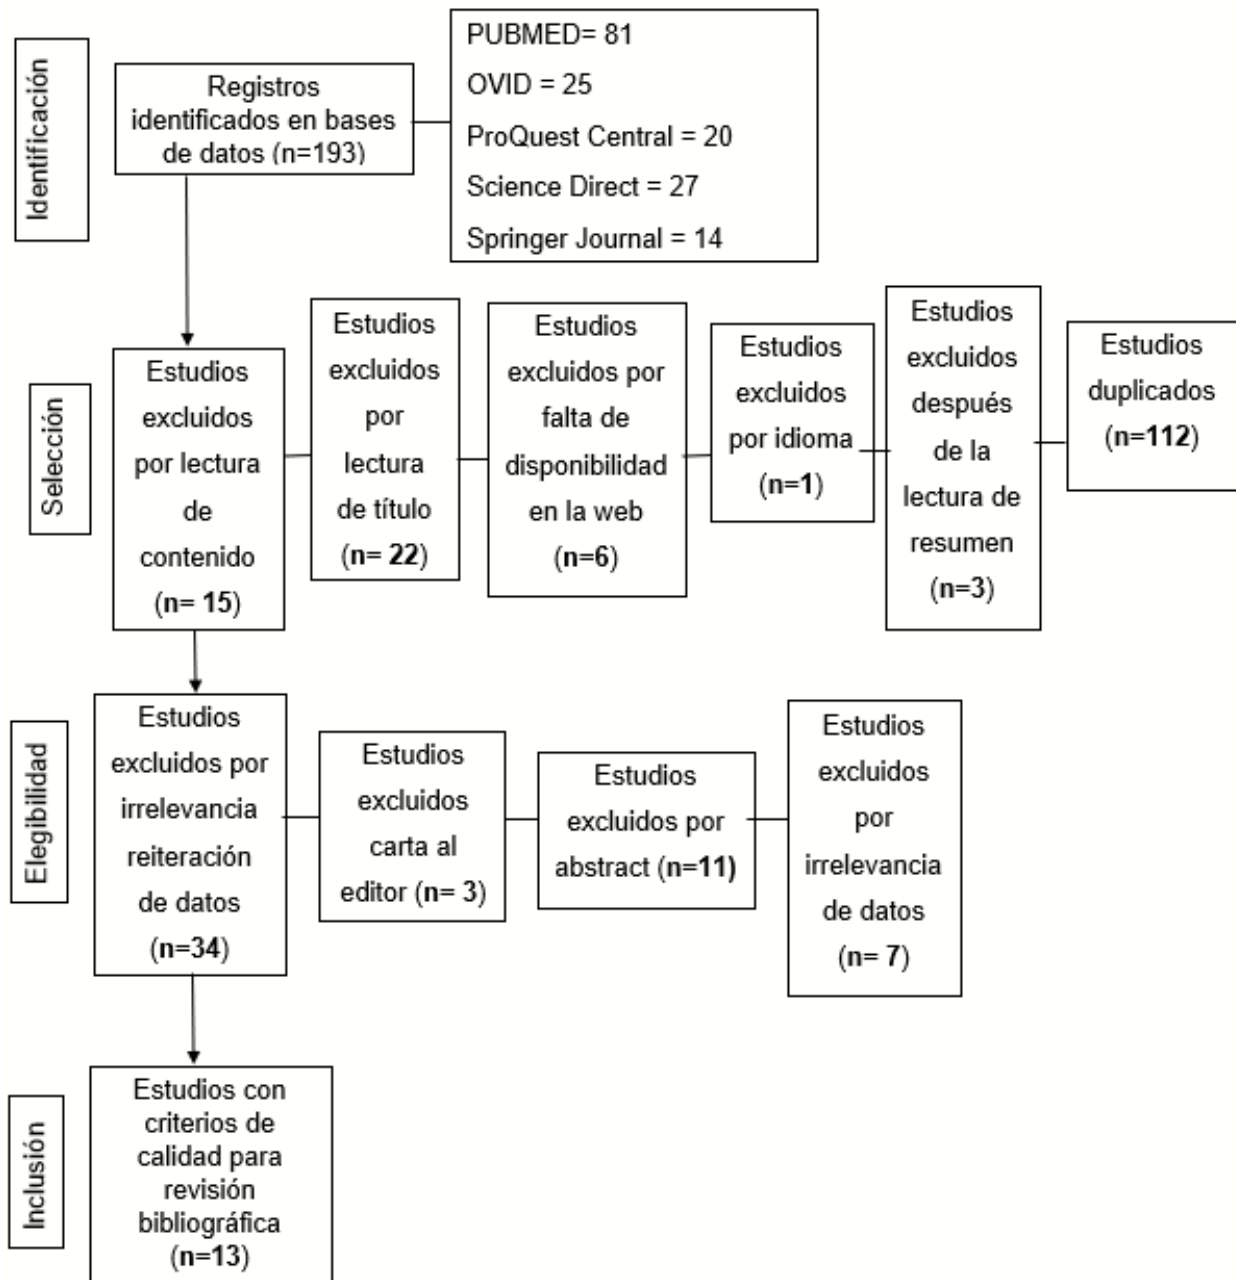 Identificación
Registros
identificados en bases
de datos (n=193)
PUBMED= 81
OVID = 25
ProQuest Central = 20
Science Direct = 27
Springer Journal = 14
Selección
Estudios
excluidos
por lectura
de
contenido
(n= 15)
Estudios
excluidos
por
lectura
de título
(n= 22)
Estudios
excluidos por
falta de
disponibilidad
en la web
(n=6)
Estudios
excluidos
por idioma
(n=1)
Estudios
excluidos
después
de la
lectura de
resumen
(n=3)
Estudios
duplicados
(n=112)
Elegibilidad
Estudios
excluidos por
irrelevancia
reiteración
de datos
(n=34)
Estudios
excluidos
carta al
editor (n= 3)
Estudios
excluidos por
abstract (n=11)
Estudios
excluidos
por
irrelevancia
de datos
(n= 7)
Inclusión
Estudios con
criterios de
calidad para
revisión
bibliográfica
(n=13)